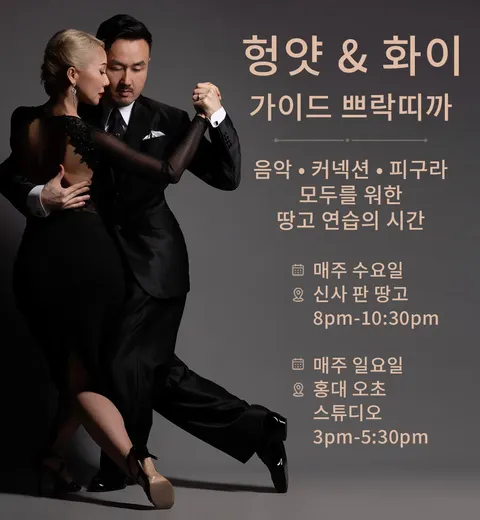 헝얏 & 화이
가이드 쁘락띠까
음악 • 커넥션 • 피구라
모두를 워한
땅고 연습의 시간
매주 수요일
신사 판 땅고
8pm-10:30pm
매주 일요일
홍대 오초
스튜디오
3pm-5:30pm